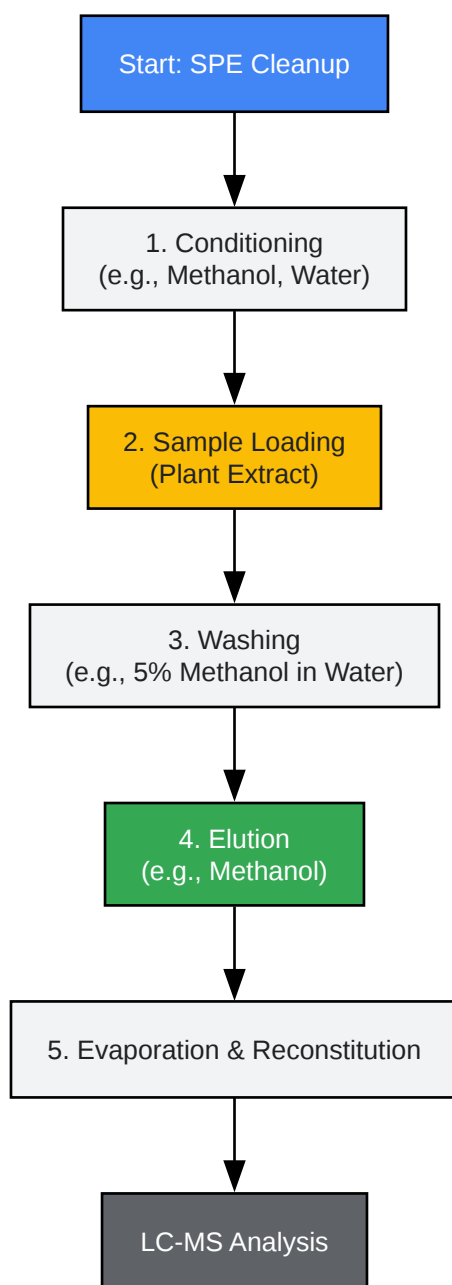 Start: SPE Cleanup
1. Conditioning
(e.g., Methanol, Water)
2. Sample Loading
(Plant Extract)
3. Washing
(e.g., 5% Methanol in Water)
4. Elution
(e.g., Methanol)
5. Evaporation & Reconstitution
LC-MS Analysis